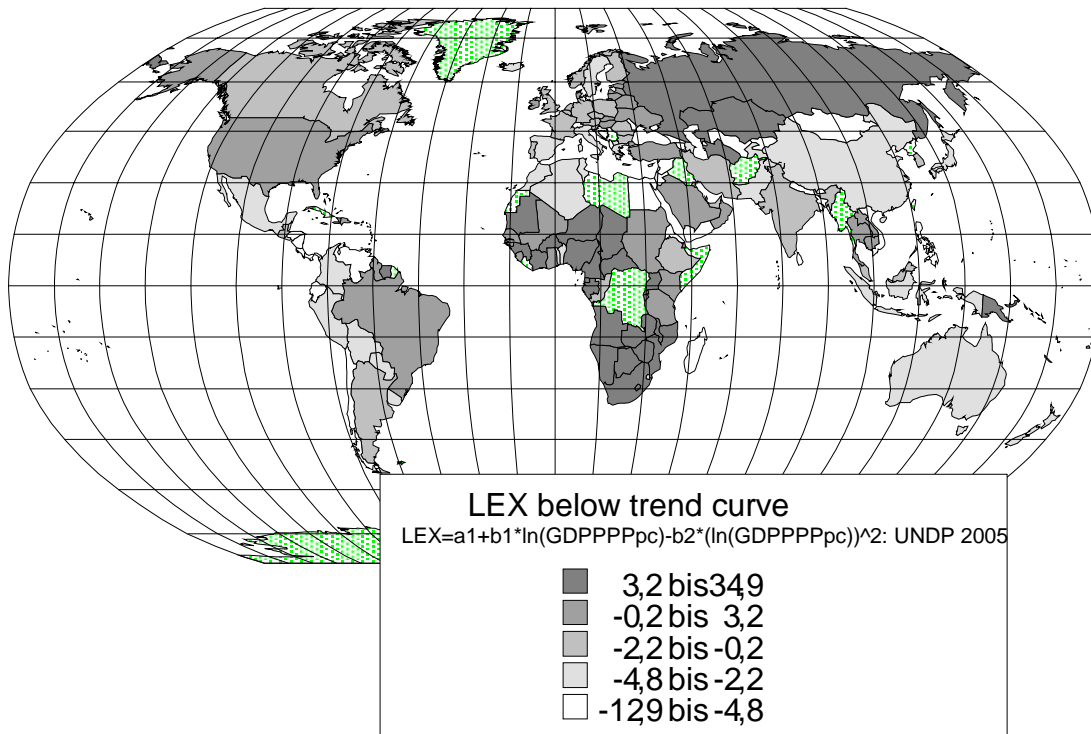 LEX below trend curve
LEX=a1+b1*ln(GDPPPPpc)-b2*(ln(GDPPPPpc))^2: UNDP 2005
3,2 bis 34,9
-0,2 bis 3,2
-2,2 bis -0,2
-4,8 bis -2,2
-12,9 bis -4,8